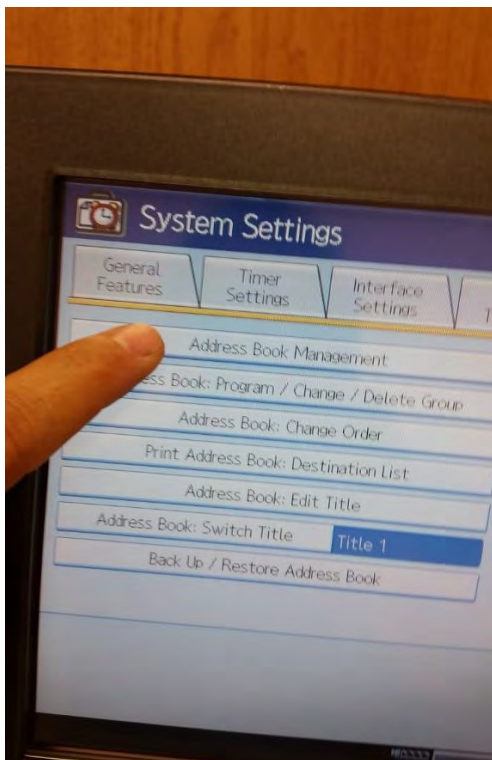 System Settings
General
Features
Timer
Settings
Interface
Settings
T
Address Book Management
ess Book: Program / Change / Delete Group
Address Book: Change Order
Print Address Book: Destination List
Address Book: Edit Title
Address Book: Switch Title
Title 1
Back Up / Restore Address Book